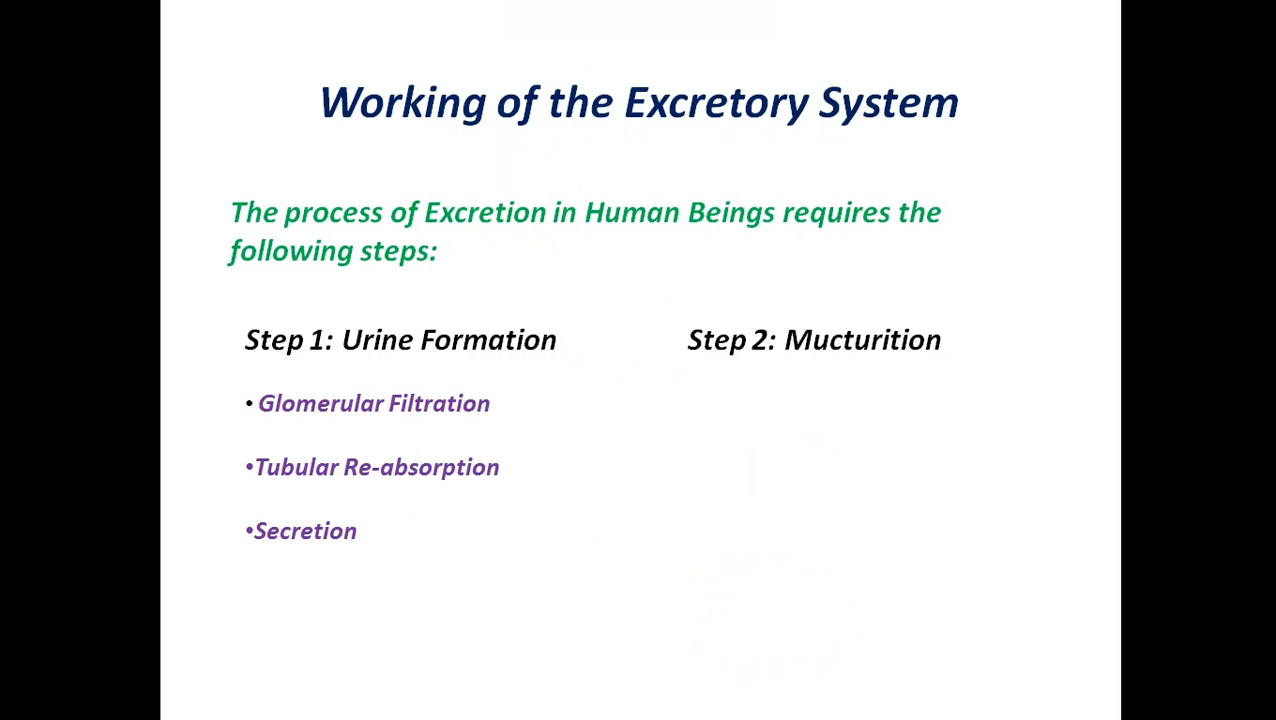 Working of the Excretory System
The process of Excretion in Human Beings requires the
following steps:
Step 1: Urine Formation
• Glomerular Filtration
•Tubular Re-absorption
•Secretion
Step 2: Mucturition